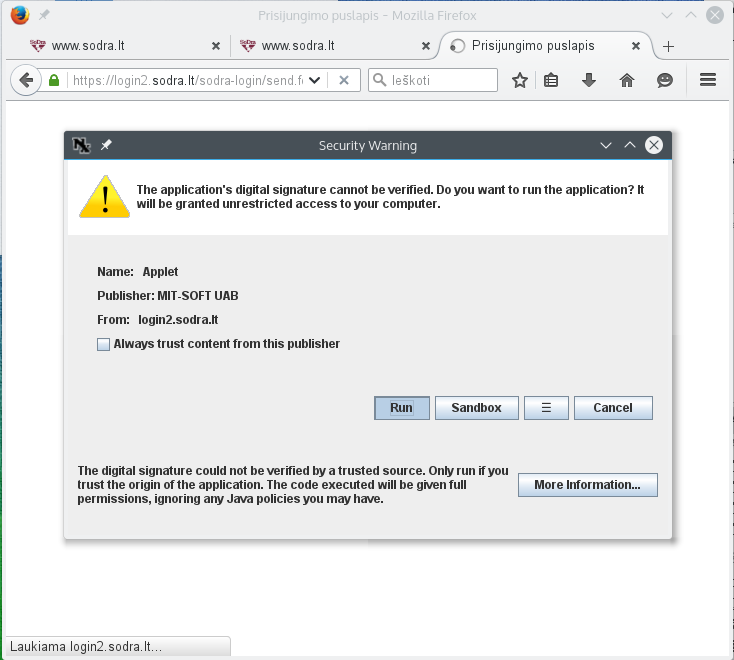 Prisijungimo puslapis - Mozilla Firefox
www.sodra.lt
www.sodra.lt
Prisijungimo puslapis
https://login2.sodra.lt/sodra-login/send.f
Ieškoti
Security Warning
The application's digital signature cannot be verified. Do you want to run the application? It
will be granted unrestricted access to your computer.
Name: Applet
Publisher: MIT-SOFT UAB
From: login2.sodra.lt
Always trust content from this publisher
Run Sandbox ☰ Cancel
The digital signature could not be verified by a trusted source. Only run if you
trust the origin of the application. The code executed will be given full
permissions, ignoring any Java policies you may have.
More Information...
Laukiama login2.sodra.lt...